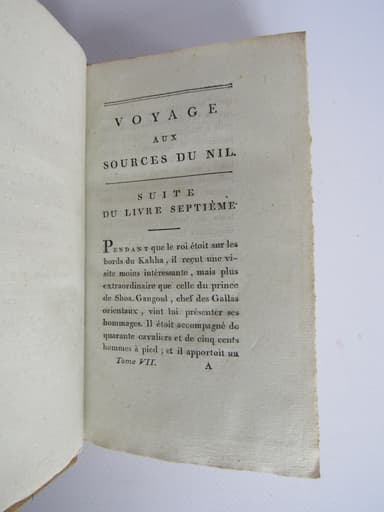 VOYAGE
AUX
SOURCES DU NIL.
SUITE
DU LIVRE SEPTIÈME.
PENDANT que le roi étoit sur les
bords du Kahha, il reçut une vi-
site moins intéressante, mais plus
extraordinaire que celle du prince
de Shoa. Gangoul, chef des Gallas
orientaux, vint lui présenter ses
hommages. Il étoit accompagné de
quarante cavaliers et de cinq cents
hommes à pied; et il apportoit un
Tome VII. A